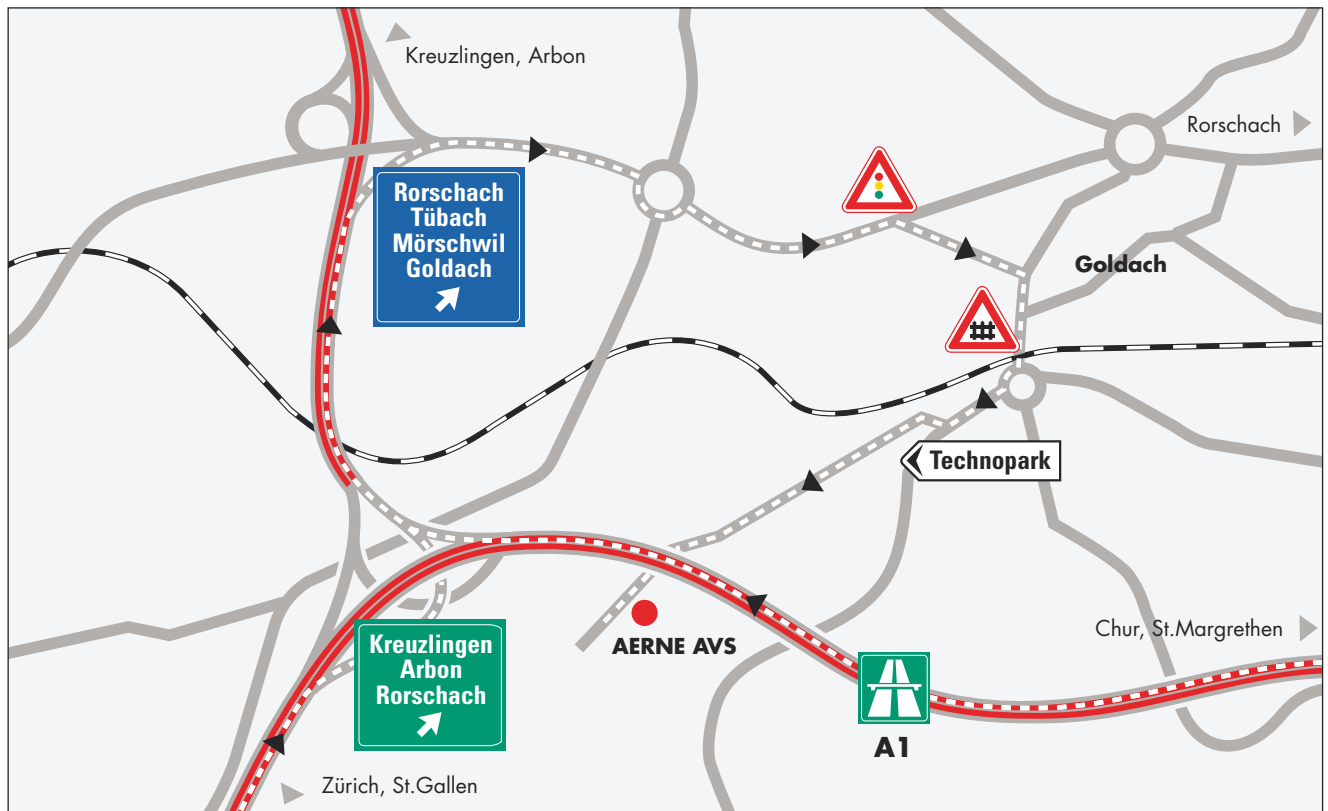 Kreuzlingen, Arbon
Rorschach
Rorschach
Tübach
Mörschwil
Goldach
Goldach
Technopark
Kreuzlingen
Arbon
Rorschach
AERNE AVS
Chur, St.Margrethen
A1
Zürich, St.Gallen